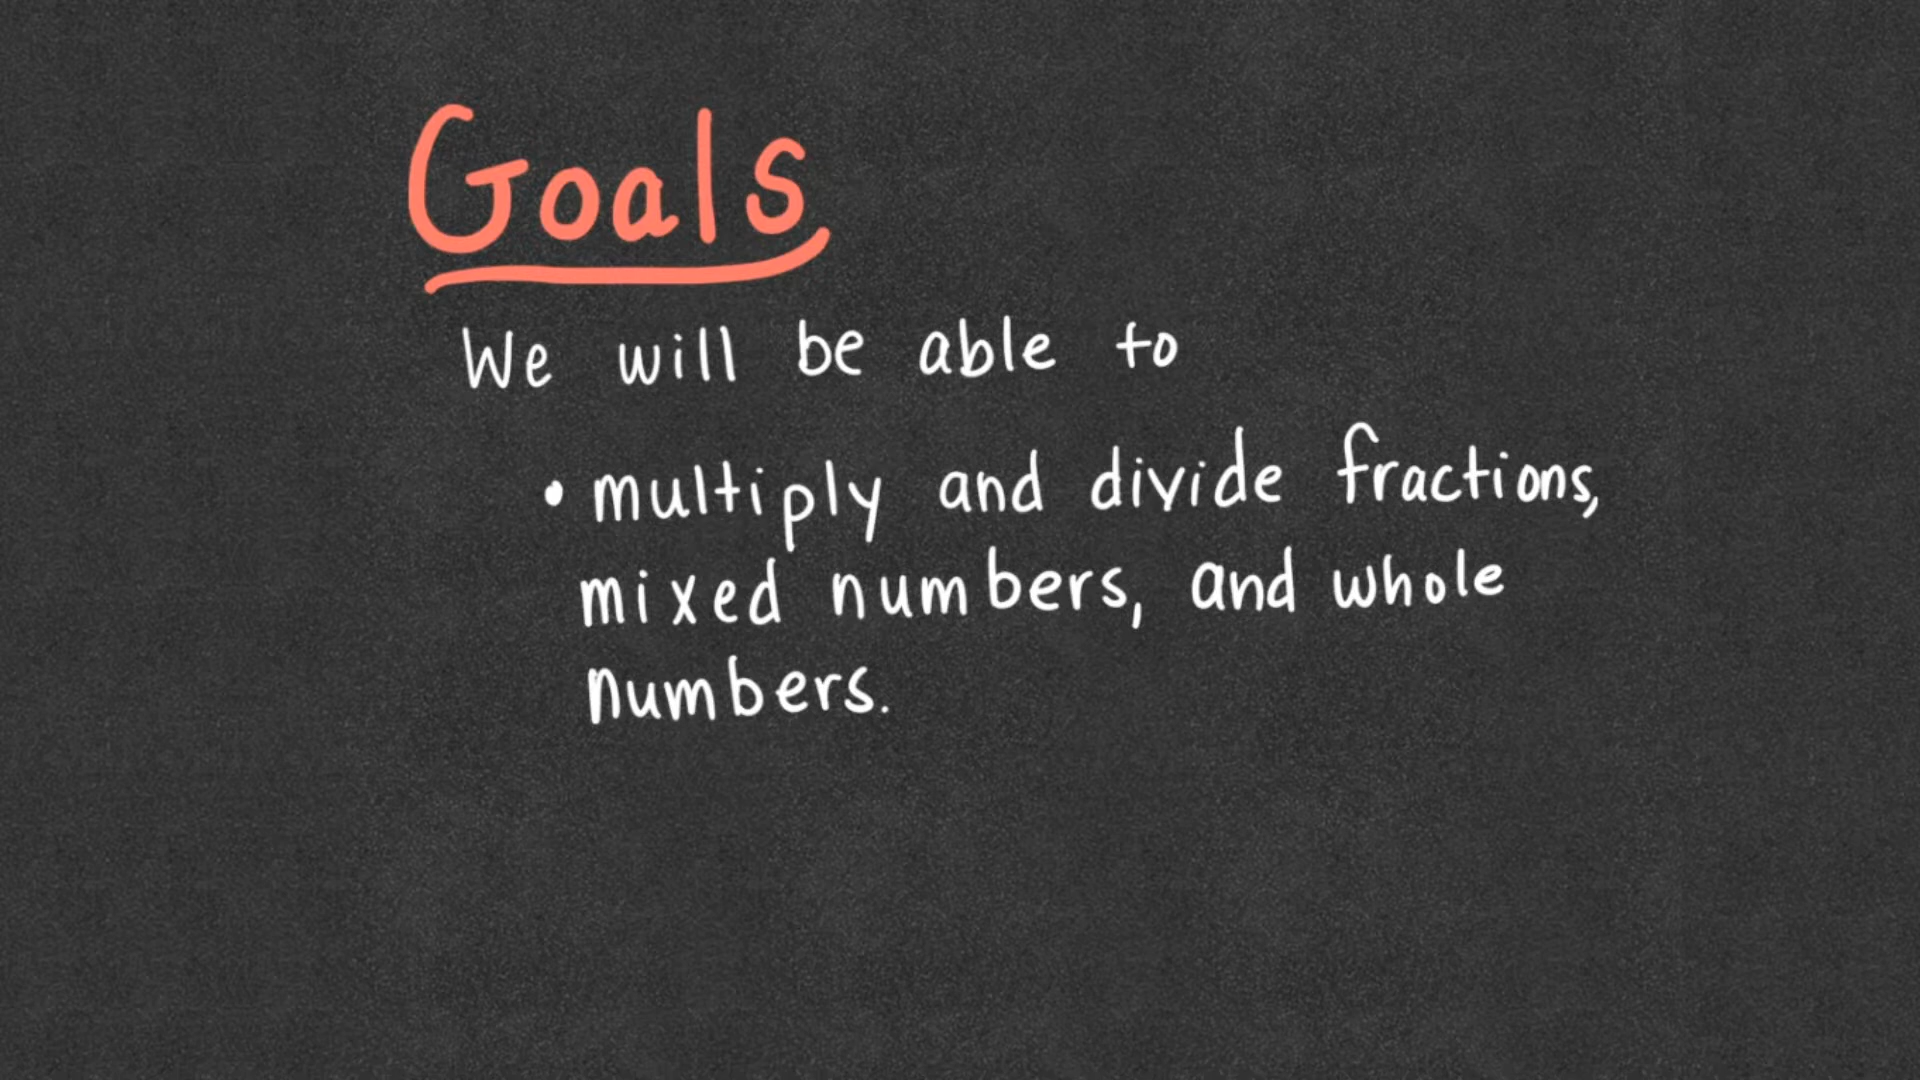 Goals
We will be able to
• multiply and divide fractions,
mixed numbers, and whole
numbers.